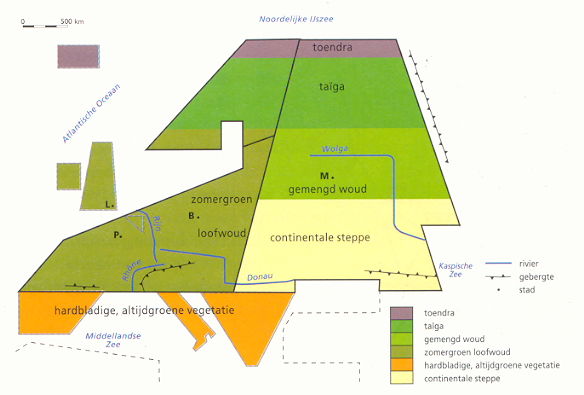 Noordelijke IJszee
0 500 km
toendra
taïga
Atlantische Oceaan
Wolga
M
gemengd woud
zomergroen
L
B
P
Rijn
loofwoud
continentale steppe
Rhône
Donau
Kaspische
Zee
rivier
gebergte
stad
hardbladige, altijdgroene vegetatie
Middellandse
Zee
toendra
taïga
gemengd woud
zomergroen loofwoud
hardbladige, altijdgroene vegetatie
continentale steppe